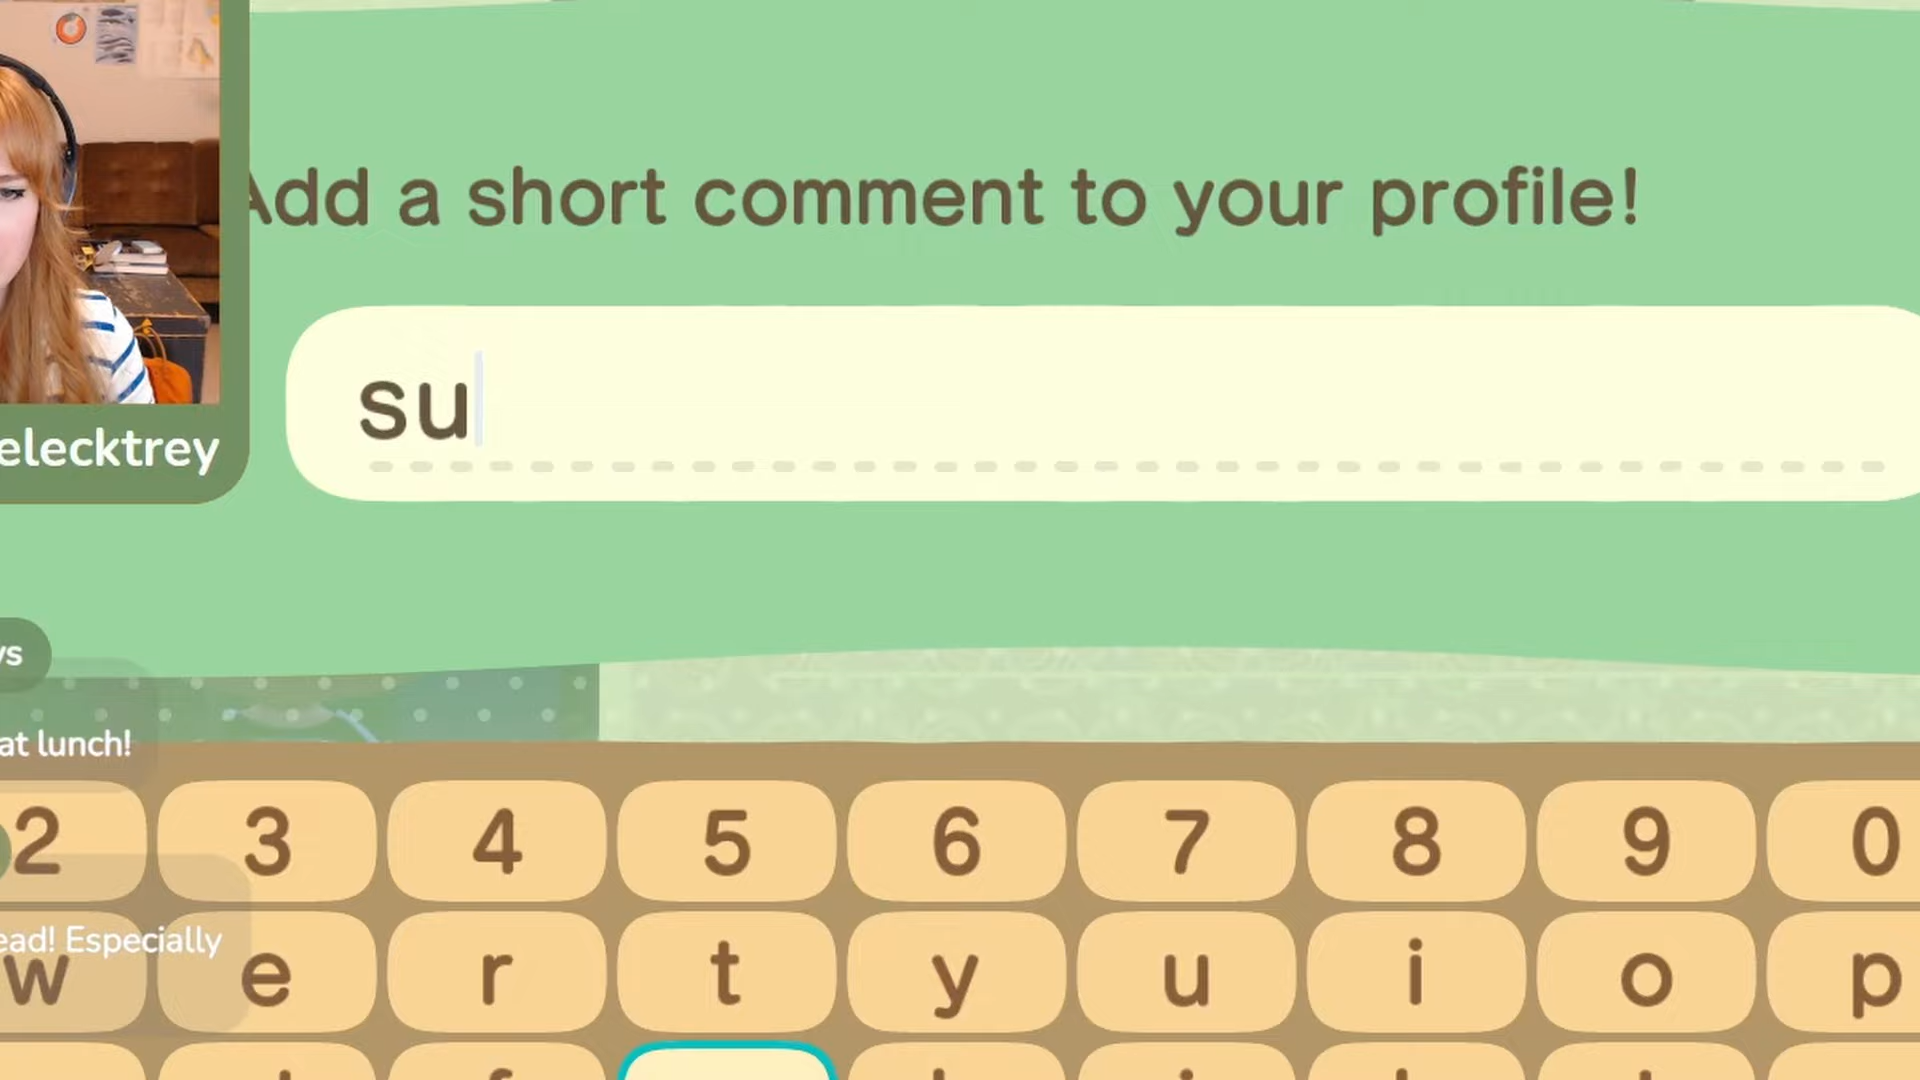 Add a short comment to your profile!
su
elecktrey
at lunch!
2 3 4 5 6 7 8 9 0
Especially
w e r t y u i o p